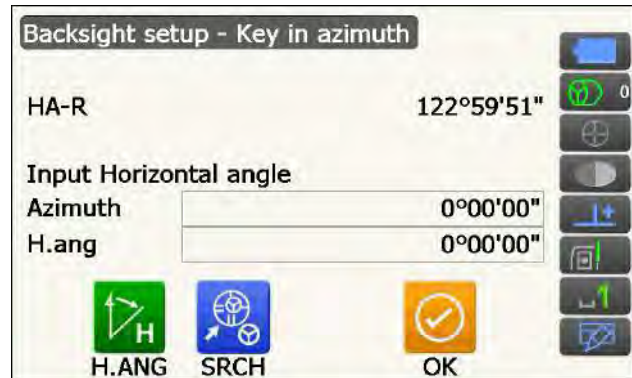 Backsight setup - Key in azimuth
HA-R 122°59'51"
0
Input Horizontal angle
Azimuth 0°00'00"
H.ang 0°00'00"
H
1
H.ANG SRCH OK